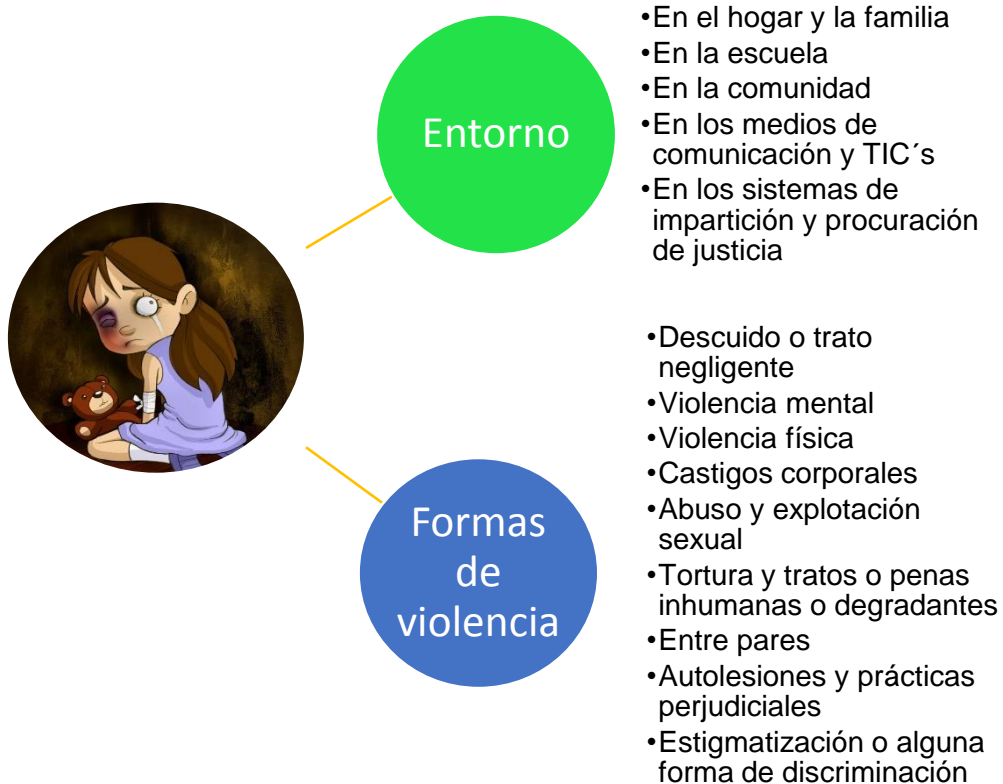 Entorno
•En el hogar y la familia
•En la escuela
•En la comunidad
•En los medios de
comunicación y TIC´s
•En los sistemas de
impartición y procuración
de justicia
Formas
de
violencia
•Descuido o trato
negligente
•Violencia mental
•Violencia física
•Castigos corporales
•Abuso y explotación
sexual
•Tortura y tratos o penas
inhumanas o degradantes
•Entre pares
•Autolesiones y prácticas
perjudiciales
•Estigmatización o alguna
forma de discriminación